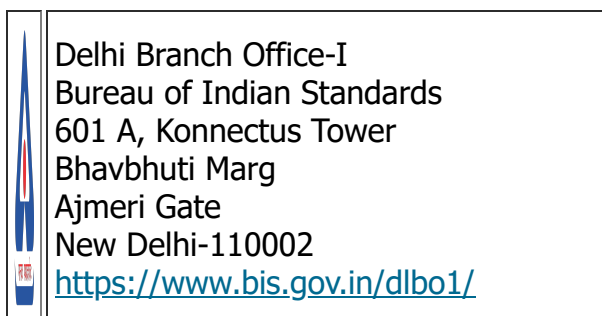 Delhi Branch Office-I
Bureau of Indian Standards
601 A, Konnectus Tower
Bhavbhuti Marg
Ajmeri Gate
New Delhi-110002
https://www.bis.gov.in/dlbo1/